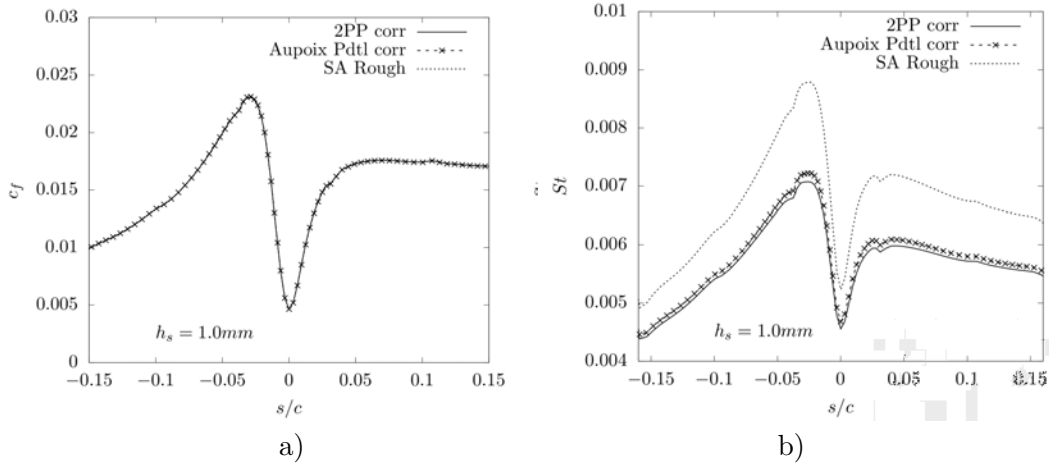 0.03
0.025
0.02
0.015
0.01
0.005
0
c_f
2PP corr
Aupoix Pdtl corr
SA Rough
h_s = 1.0mm
−0.15 −0.1 −0.05 0 0.05 0.1 0.15
s/c
a)
0.01
0.009
0.008
0.007
0.006
0.005
0.004
St
2PP corr
Aupoix Pdtl corr
SA Rough
h_s = 1.0mm
−0.15 −0.1 −0.05 0 0.05 0.1 0.15
s/c
b)